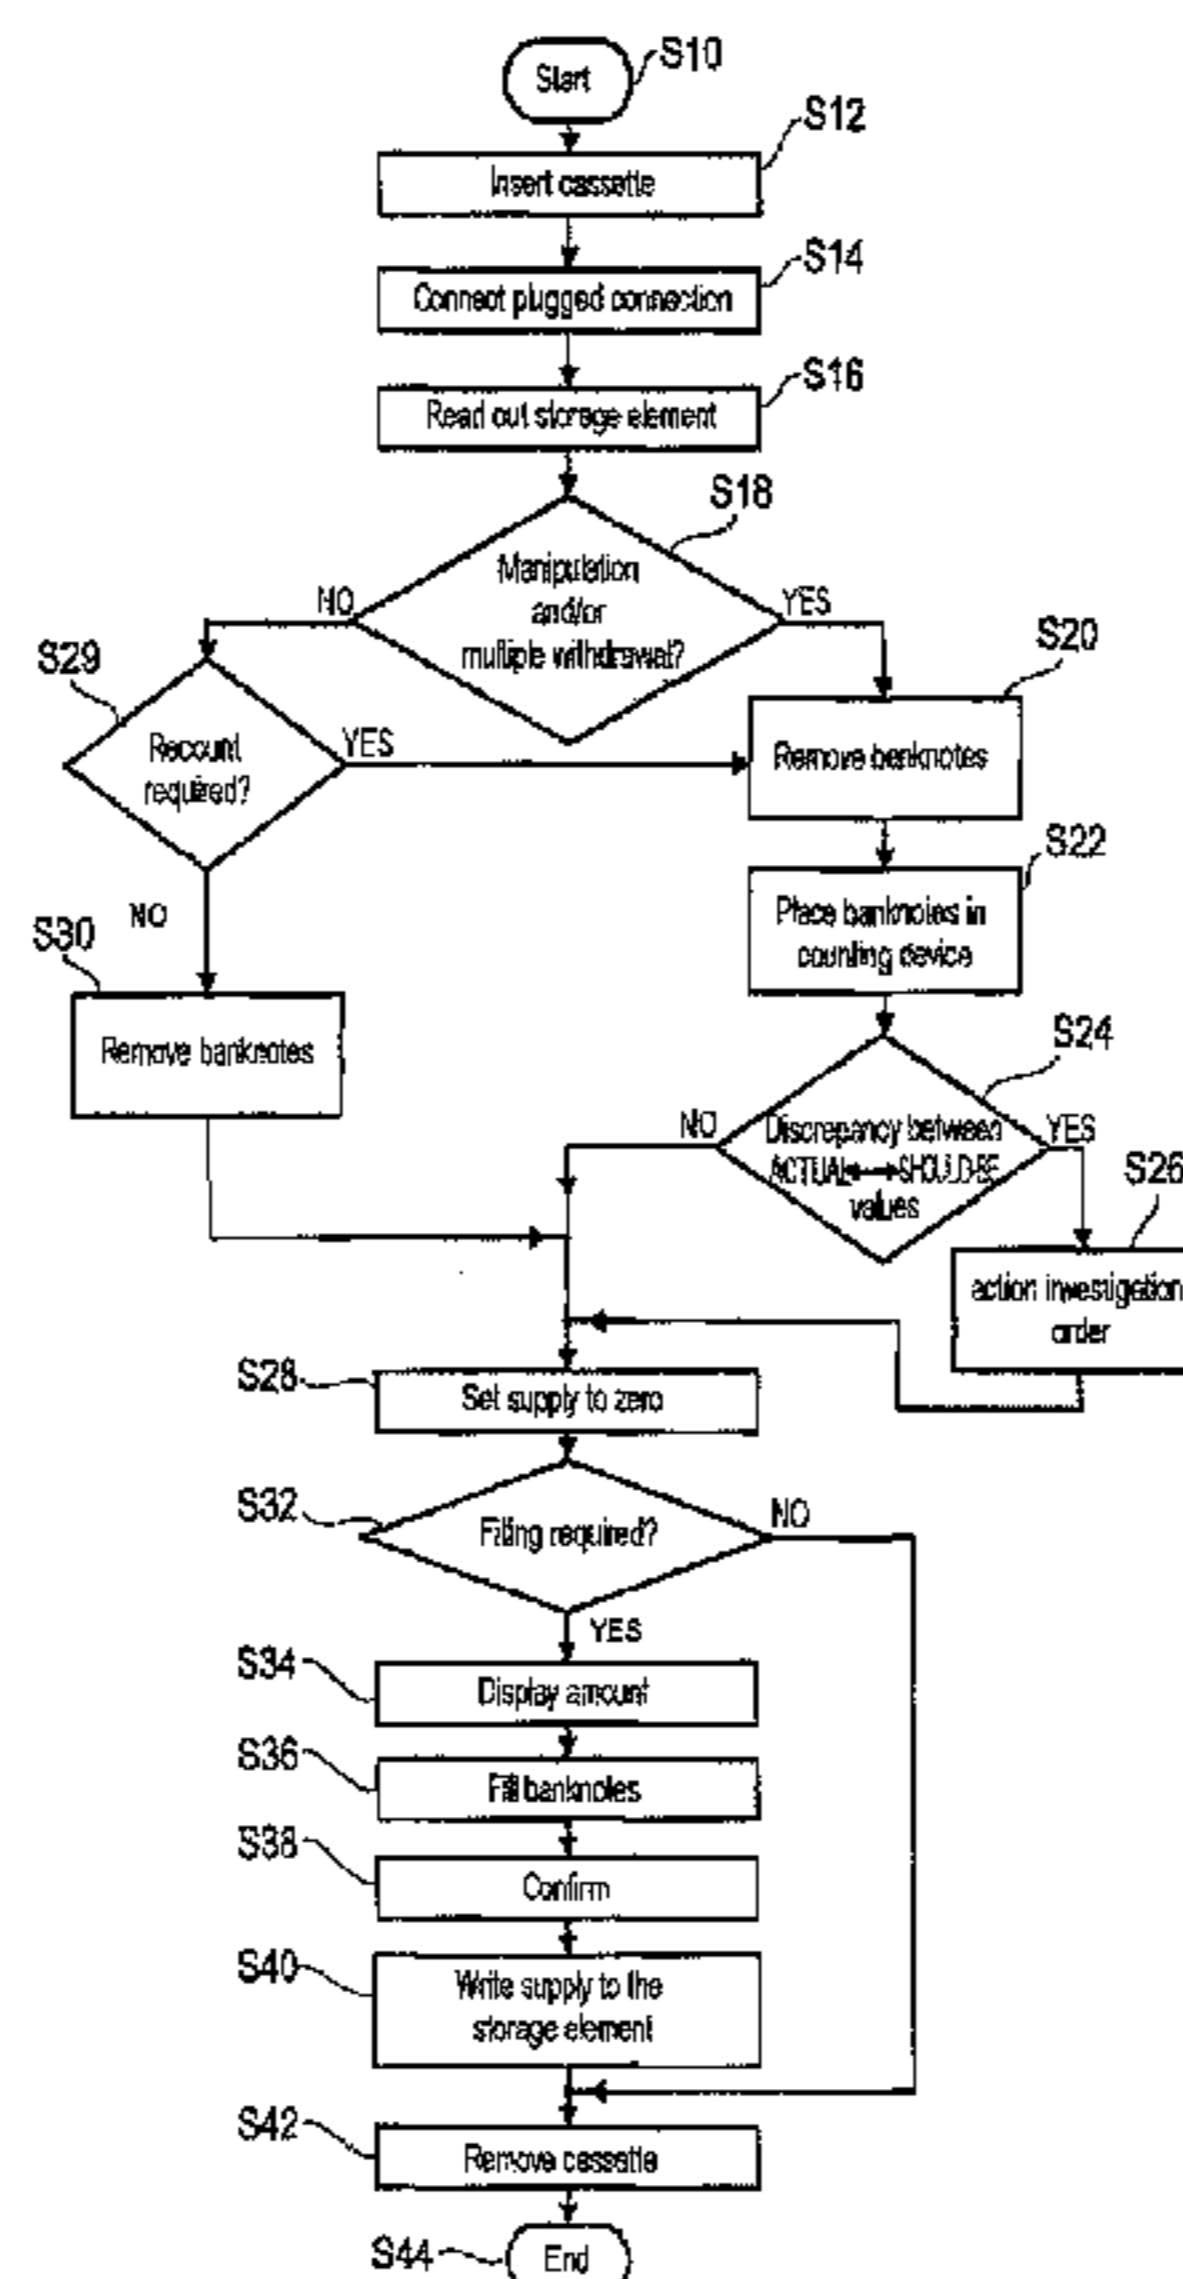 Start
S10
S12
Insert cassette
S14
Connect plugged connection
S16
Read out storage element
S18
Manipulation
and/or
multiple withdrawal?
NO
YES
S29
Recount
required?
YES
NO
S20
Remove banknotes
S22
Place banknotes in
counting device
S30
Remove banknotes
S24
Discrepancy between
ACTUAL SHOULD-BE
values
NO
YES
S26
action investigation
order
S28
Set supply to zero
S32
Filling required?
NO
YES
S34
Display amount
S36
Fill banknotes
S38
Confirm
S40
Write supply to the
storage element
S42
Remove cassette
S44
End